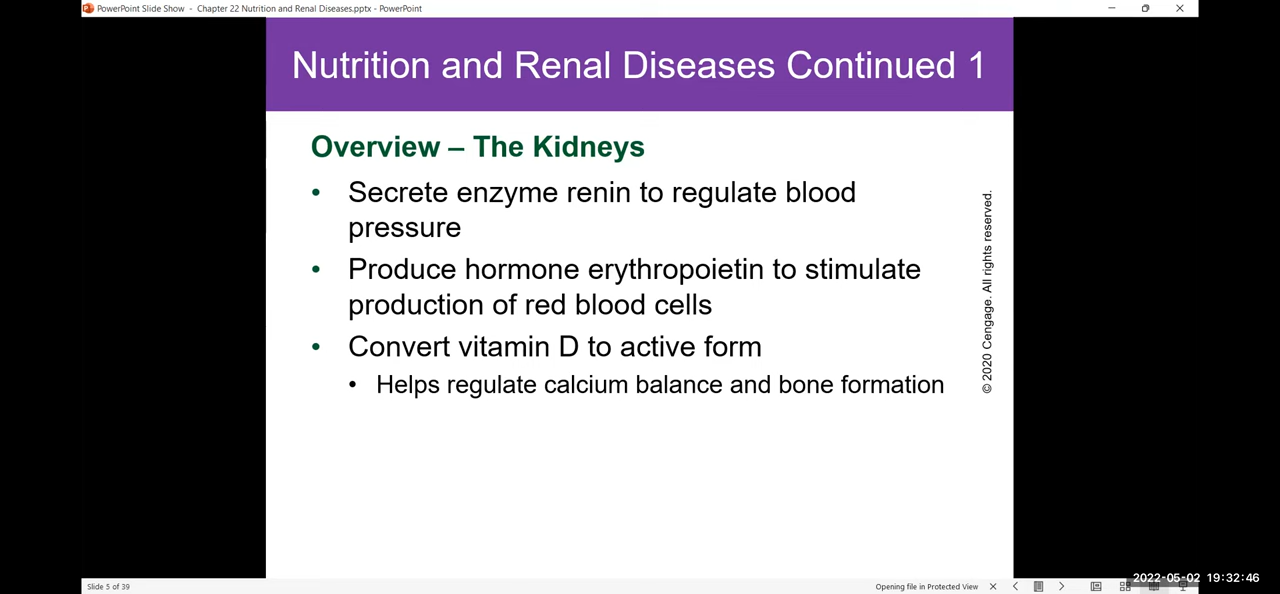 PowerPoint Slide Show - Chapter 22 Nutrition and Renal Diseases.pptx - PowerPoint
Nutrition and Renal Diseases Continued 1
Overview – The Kidneys
• Secrete enzyme renin to regulate blood
pressure
• Produce hormone erythropoietin to stimulate
production of red blood cells
• Convert vitamin D to active form
• Helps regulate calcium balance and bone formation
© 2020 Cengage. All rights reserved.
Slide 5 of 39
Opening file in Protected View
2022-05-02 19:32:46